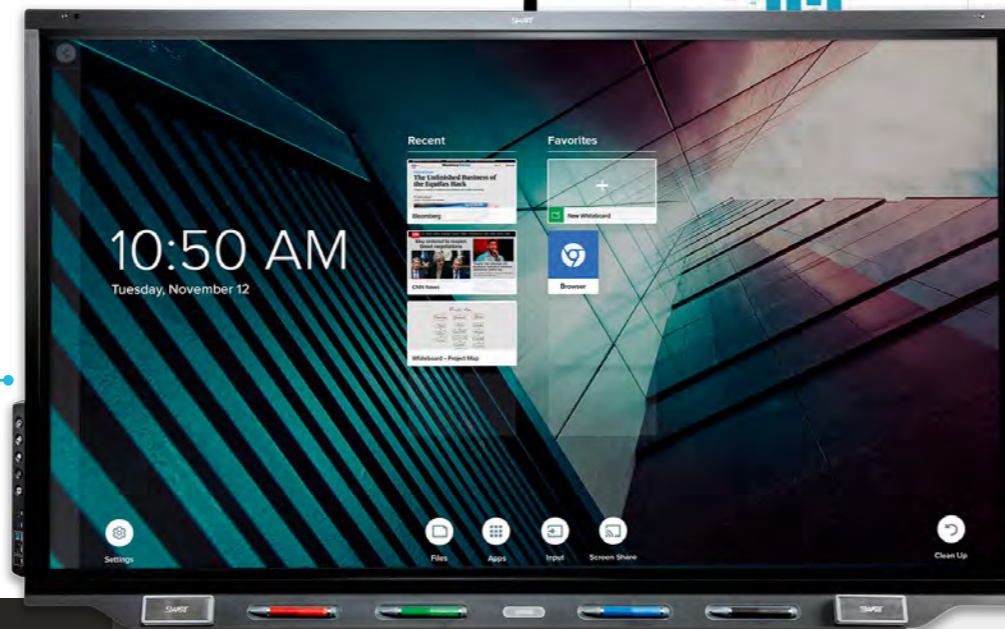 SMART
Recent
Favorites
The Unfinished Business of
the Equifax Hack
Bloomberg
New Whiteboard
10:50 AM
Tuesday, November 12
CNN News
Browser
Whiteboard – Project Map
Settings
Files
Apps
Input
Screen Share
Clean Up
SMART
SMART